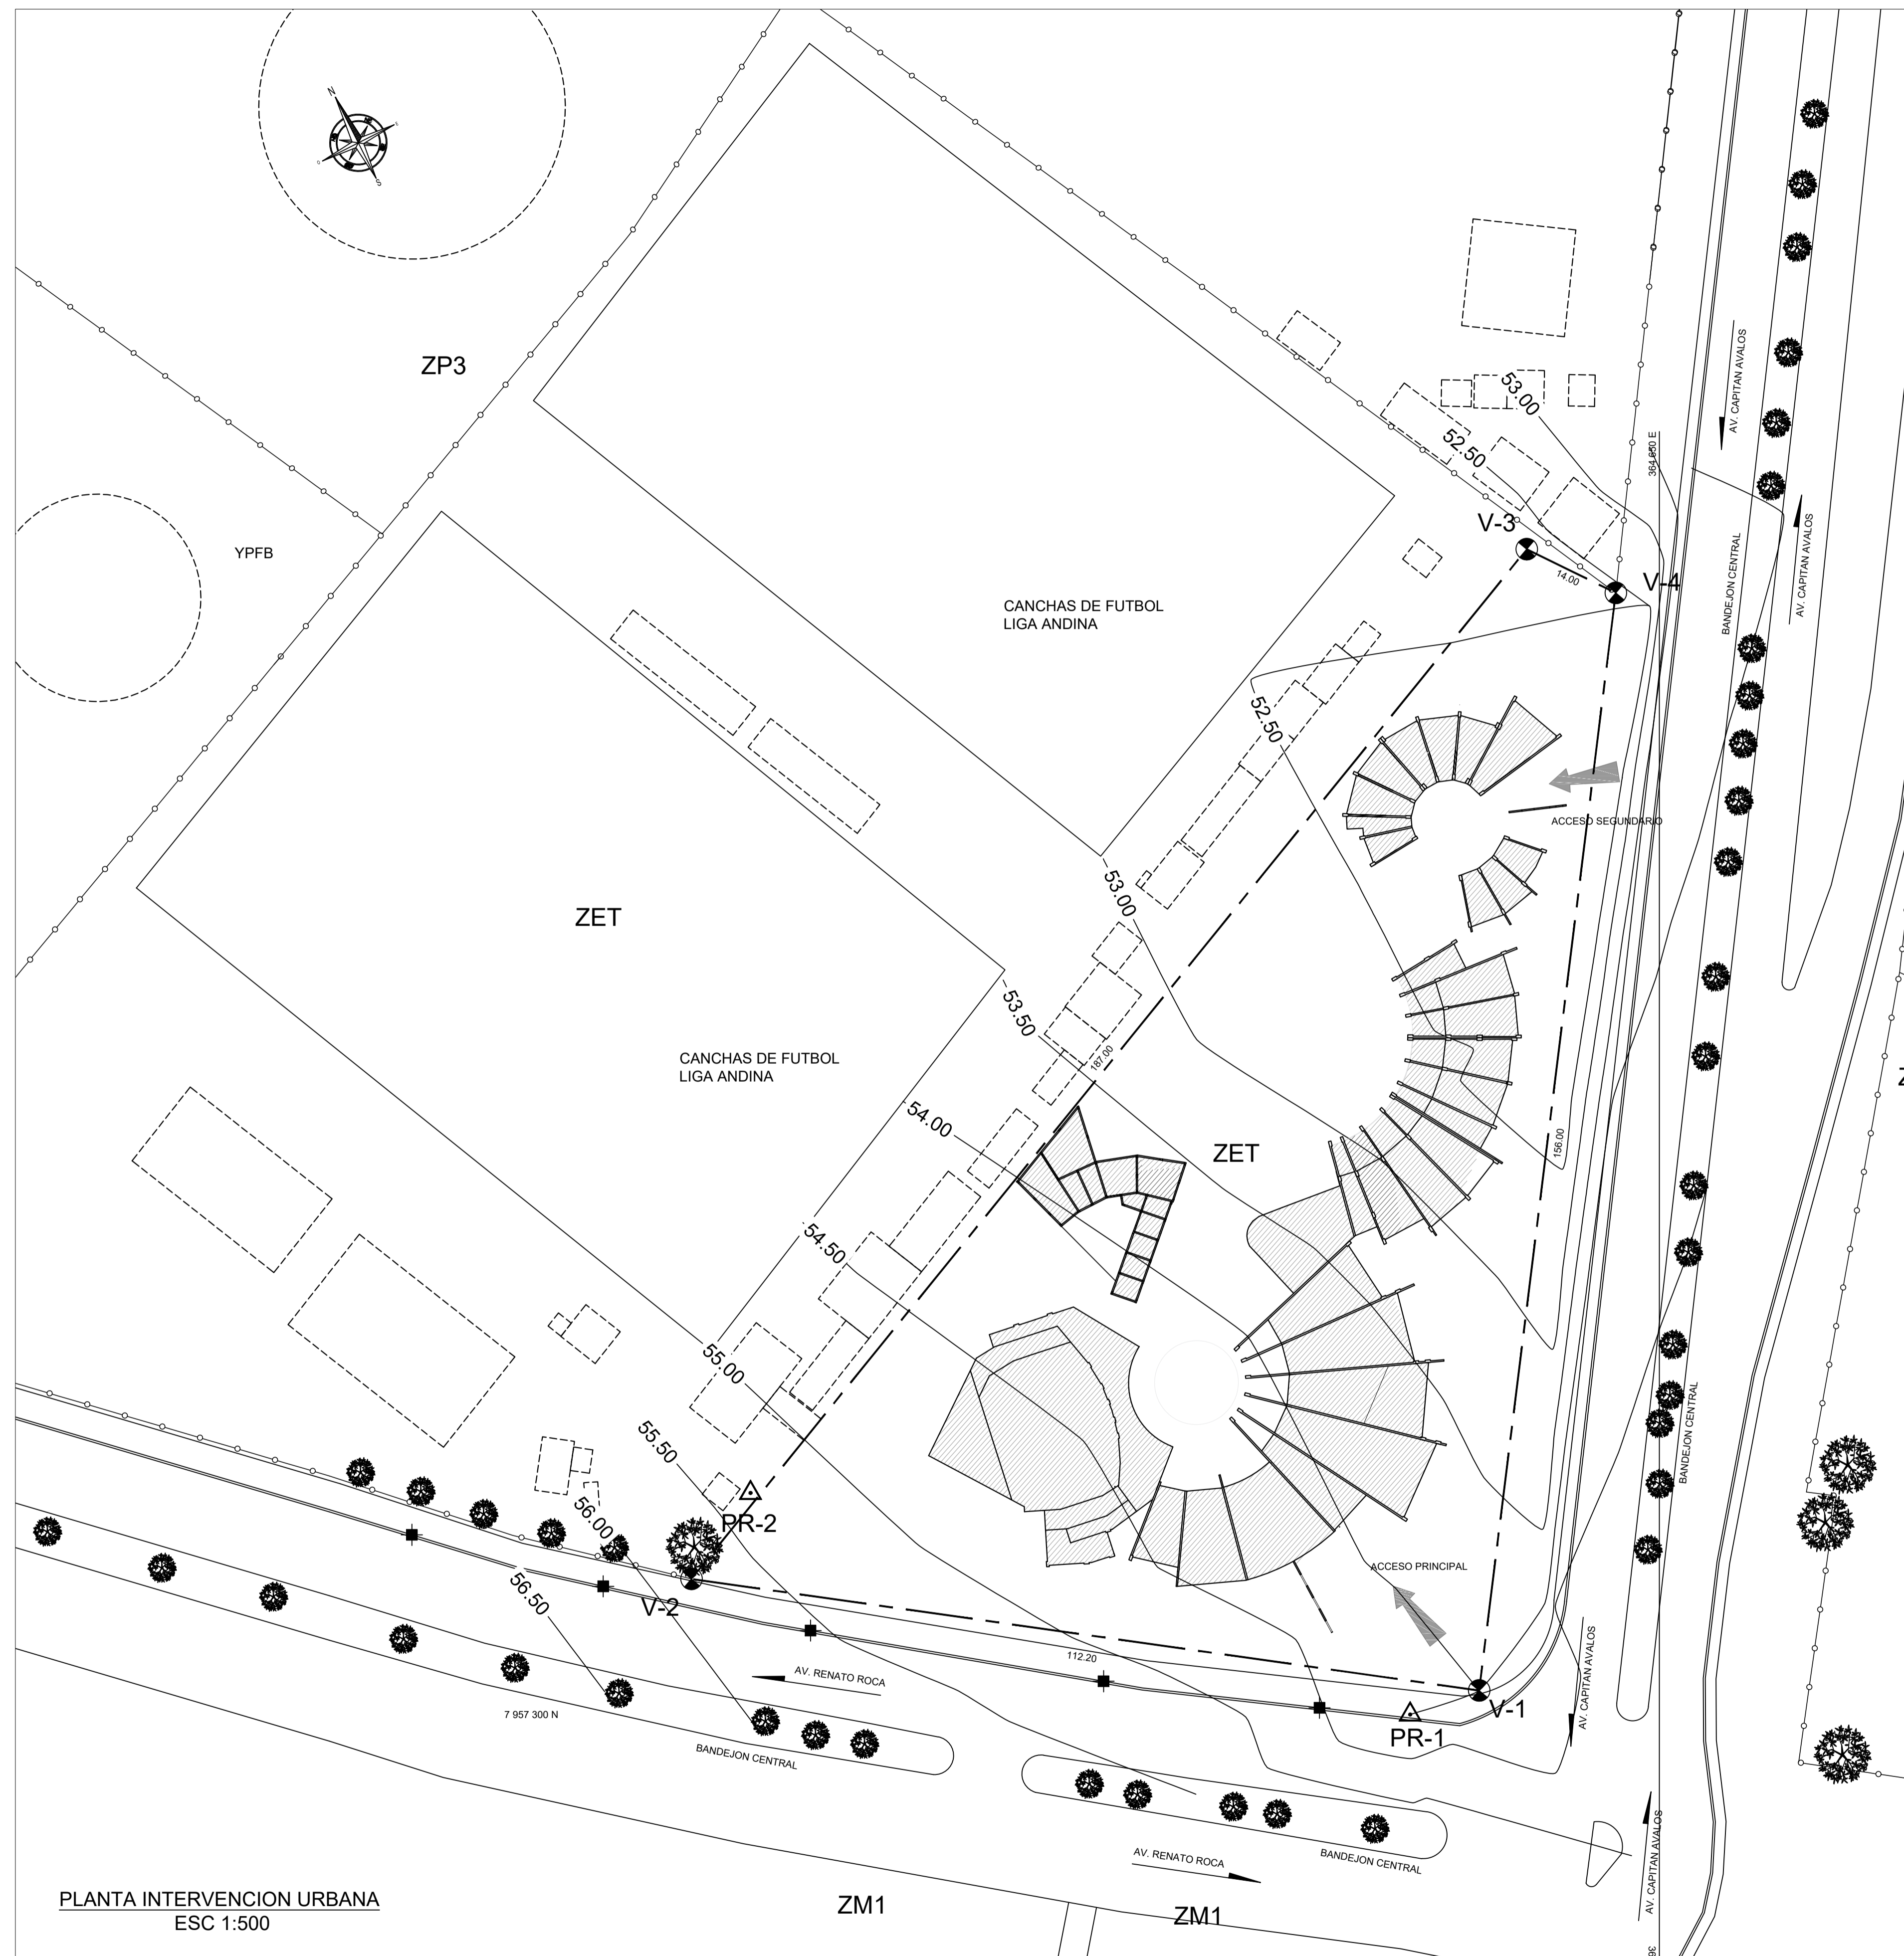 N
S
ZP3
AV. CAPITAN AVALOS
53.00
52.50
364.650 E
V-3
14.00
V-4
AV. CAPITAN AVALOS
BANDEJON CENTRAL
YPFB
CANCHAS DE FUTBOL
LIGA ANDINA
52.50
ACCESO SEGUNDARIO
53.00
ZET
53.50
CANCHAS DE FUTBOL
LIGA ANDINA
187.00
54.00
ZET
156.00
54.50
55.00
BANDEJON CENTRAL
55.50
56.00
PR-2
ACCESO PRINCIPAL
56.50
V-2
112.20
AV. RENATO ROCA
AV. CAPITAN AVALOS
V-1
PR-1
7 957 300 N
BANDEJON CENTRAL
AV. RENATO ROCA
BANDEJON CENTRAL
AV. CAPITAN AVALOS
PLANTA INTERVENCION URBANA
ESC 1:500
ZM1
ZM1